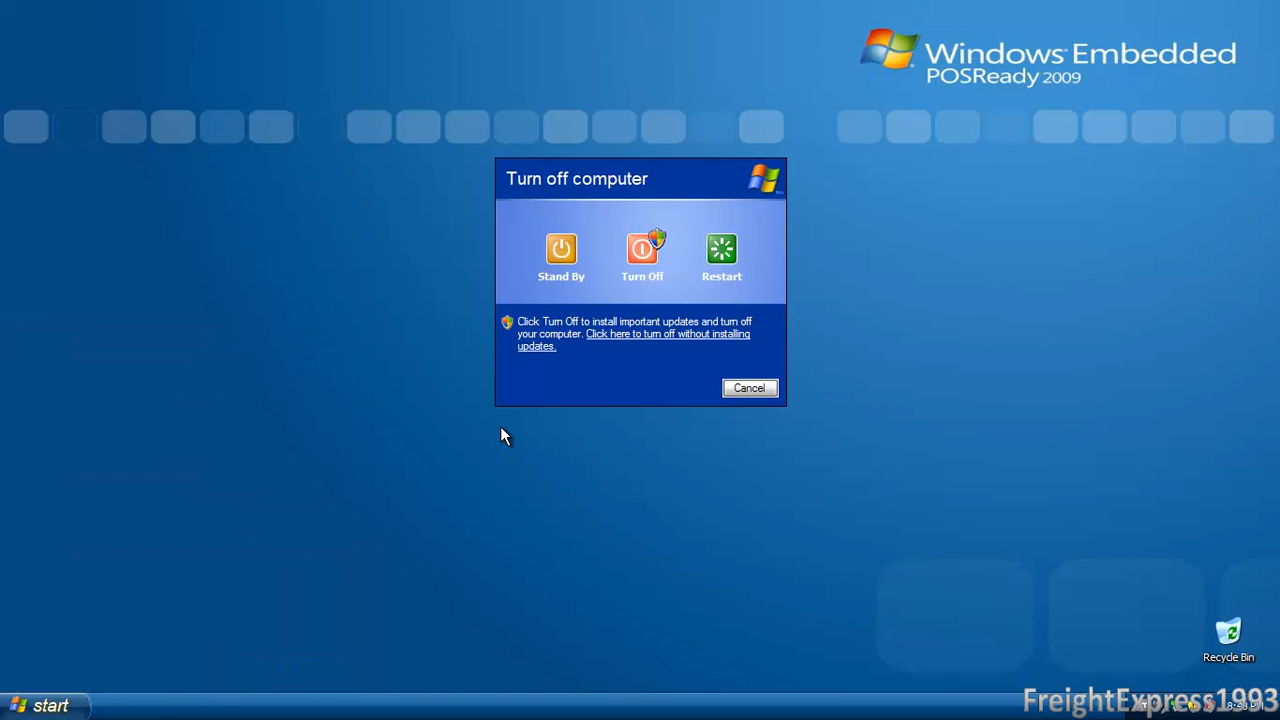 Windows Embedded
POSReady 2009
Turn off computer
Stand By
Turn Off
Restart
Click Turn Off to install important updates and turn off
your computer. Click here to turn off without installing
updates.
Cancel
Recycle Bin
start
FreightExpress1993